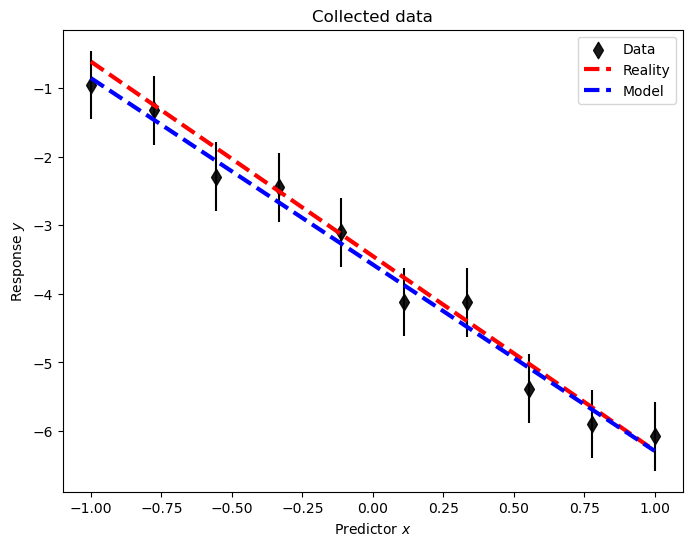 Collected data
Data
Reality
Model
Response y
−1
−2
−3
−4
−5
−6
−1.00 −0.75 −0.50 −0.25 0.00 0.25 0.50 0.75 1.00
Predictor x